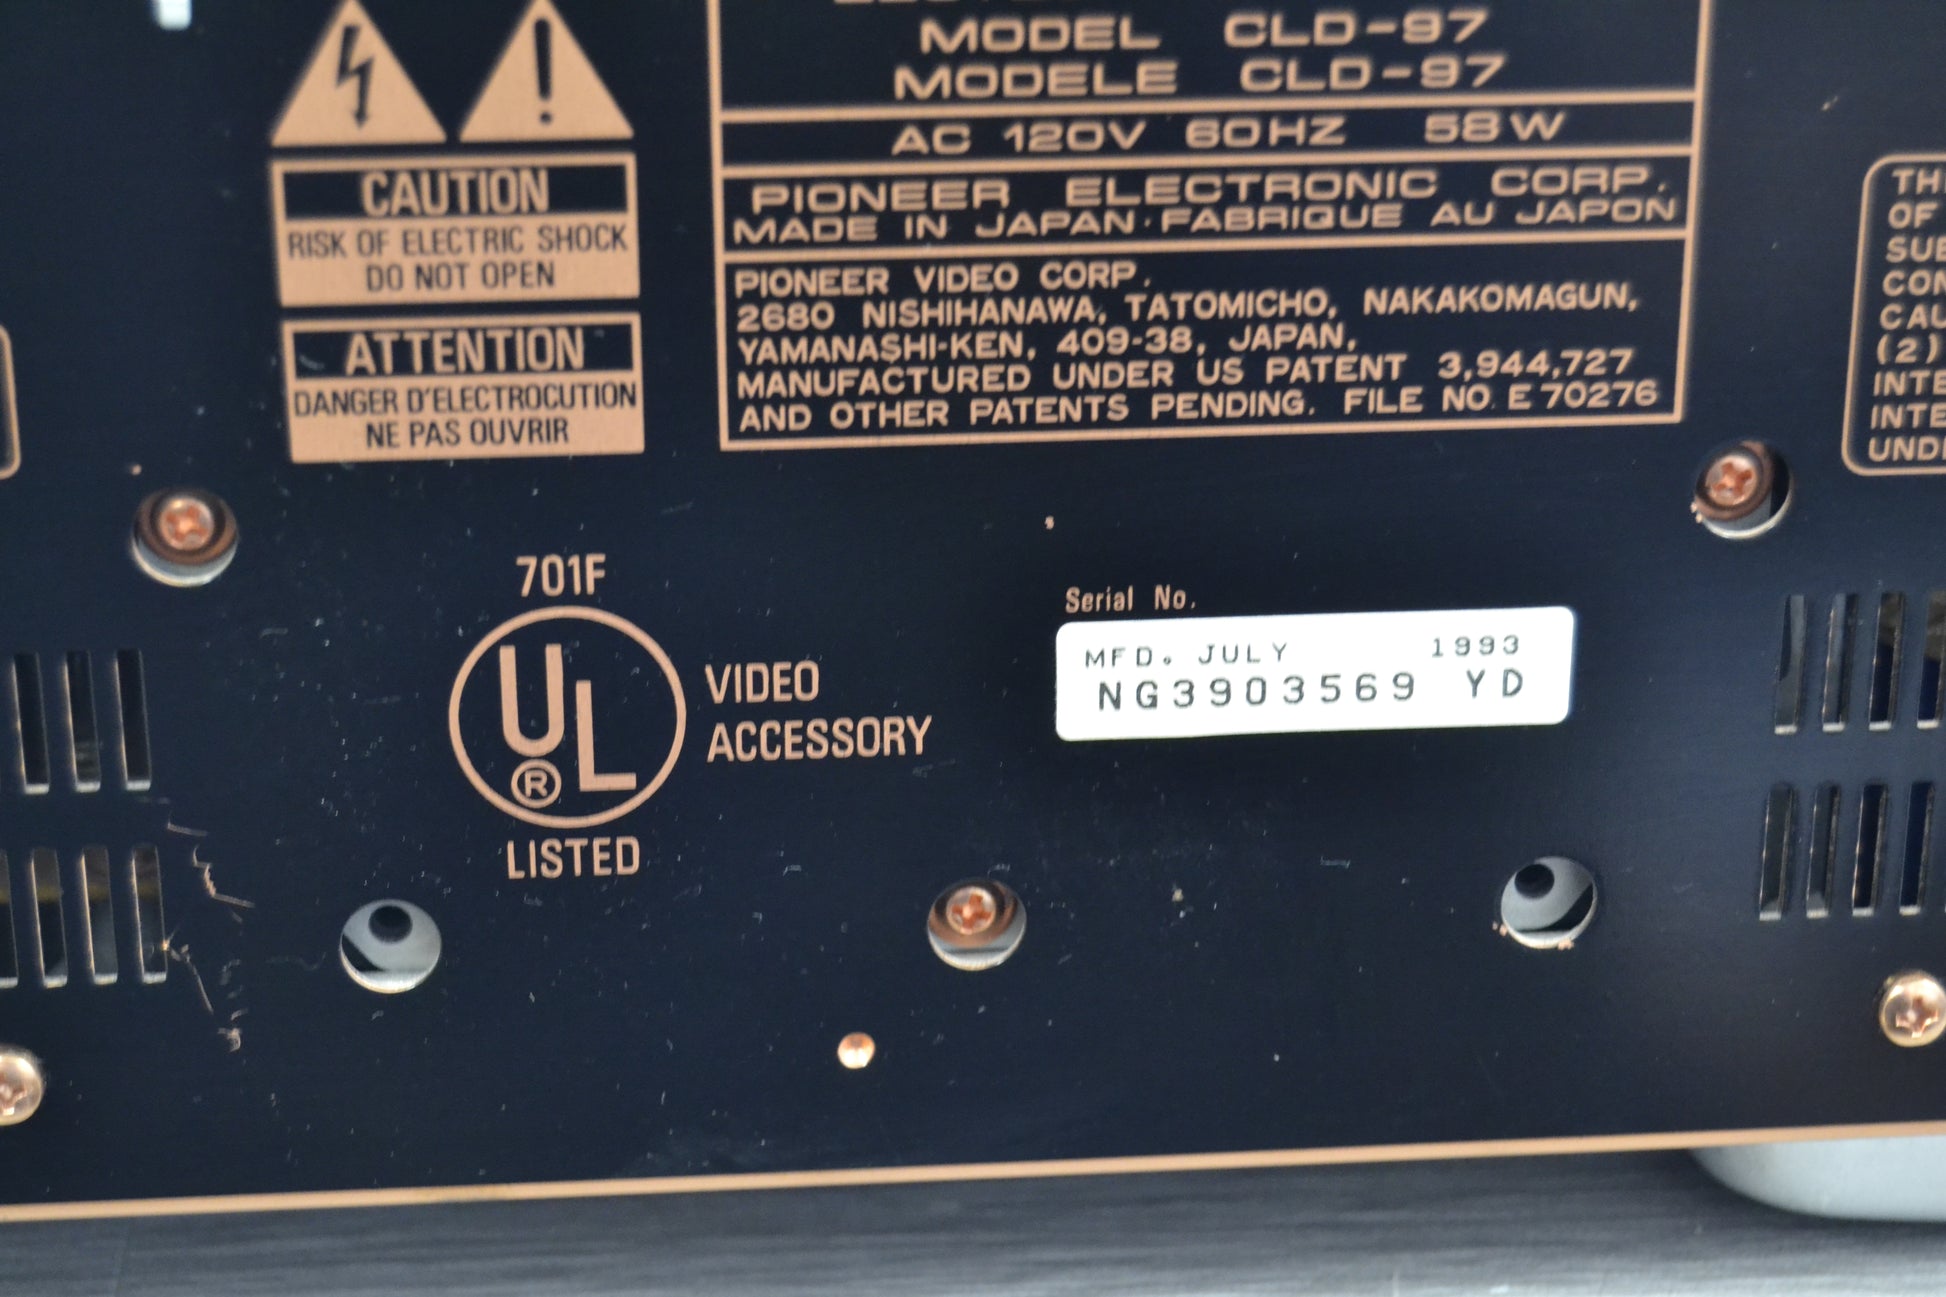 MODEL CLD-97
MODELE CLD-97
AC 120V 60HZ 58W
PIONEER ELECTRONIC CORP.
MADE IN JAPAN·FABRIQUE AU JAPON
PIONEER VIDEO CORP.
2680 NISHIHANAWA, TATOMICHO, NAKAKOMAGUN,
YAMANASHI-KEN, 409-38, JAPAN,
MANUFACTURED UNDER US PATENT 3,944,727
AND OTHER PATENTS PENDING. FILE NO. E 70276
CAUTION
RISK OF ELECTRIC SHOCK
DO NOT OPEN
ATTENTION
DANGER D'ELECTROCUTION
NE PAS OUVRIR
OF
(2)
701F
UL
®
LISTED
VIDEO
ACCESSORY
Serial No.
MFD. JULY 1993
NG3903569 YD